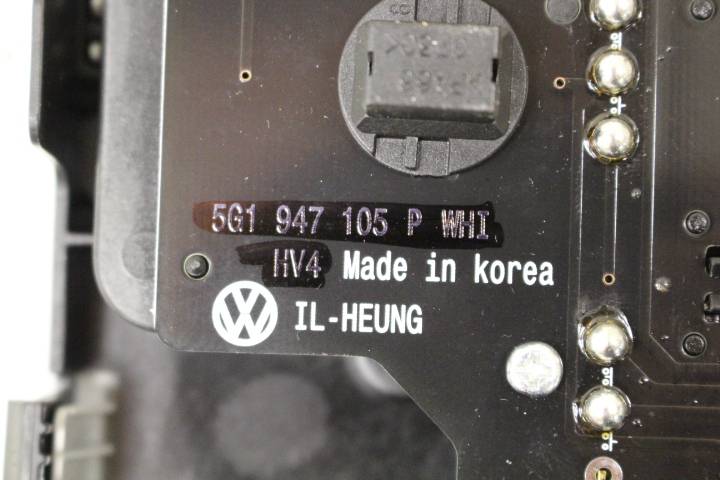 5G1 947 105 P WHI
HV4 Made in korea
IL-HEUNG